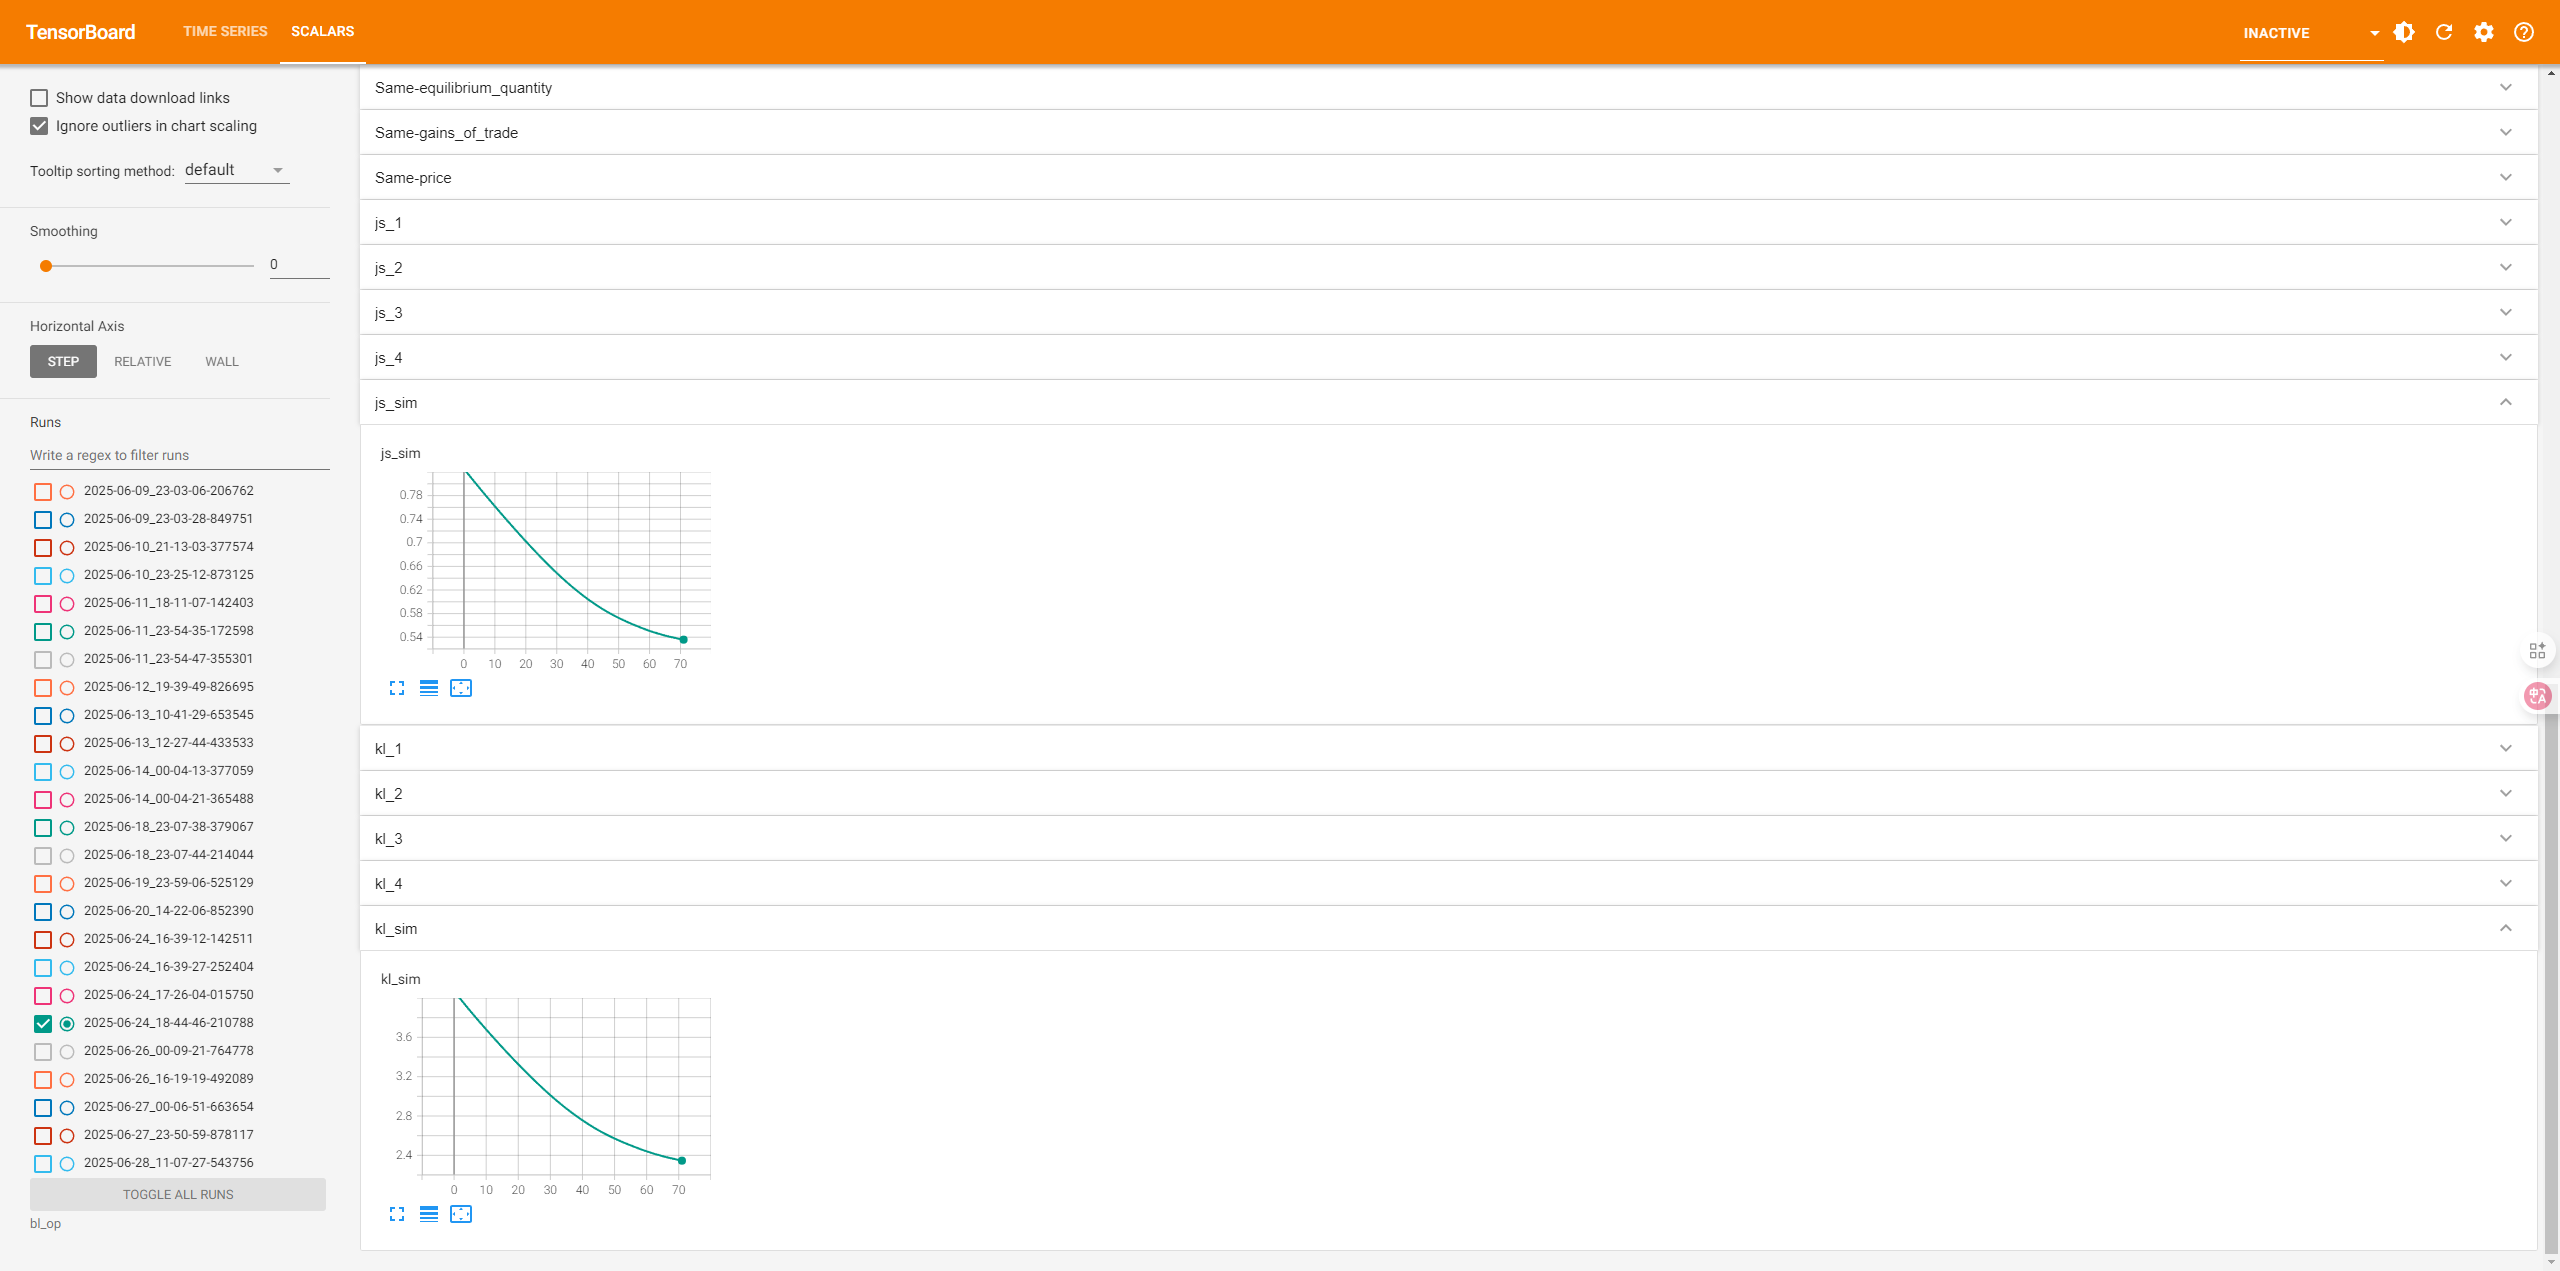 TensorBoard
TIME SERIES
SCALARS
INACTIVE
Show data download links
Ignore outliers in chart scaling
Tooltip sorting method:
default
Smoothing
0
Horizontal Axis
STEP
RELATIVE
WALL
Runs
Write a regex to filter runs
2025-06-09_23-03-06-206762
2025-06-09_23-03-28-849751
2025-06-10_21-13-03-377574
2025-06-10_23-25-12-873125
2025-06-11_18-11-07-142403
2025-06-11_23-54-35-172598
2025-06-11_23-54-47-355301
2025-06-12_19-39-49-826695
2025-06-13_10-41-29-653545
2025-06-13_12-27-44-433533
2025-06-14_00-04-13-377059
2025-06-14_00-04-21-365488
2025-06-18_23-07-38-379067
2025-06-18_23-07-44-214044
2025-06-19_23-59-06-525129
2025-06-20_14-22-06-852390
2025-06-24_16-39-12-142511
2025-06-24_16-39-27-252404
2025-06-24_17-26-04-015750
2025-06-24_18-44-46-210788
2025-06-26_00-09-21-764778
2025-06-26_16-19-19-492089
2025-06-27_00-06-51-663654
2025-06-27_23-50-59-878117
2025-06-28_11-07-27-543756
TOGGLE ALL RUNS
bl_op
Same-equilibrium_quantity
Same-gains_of_trade
Same-price
js_1
js_2
js_3
js_4
js_sim
js_sim
0.78
0.74
0.7
0.66
0.62
0.58
0.54
0 10 20 30 40 50 60 70
kl_1
kl_2
kl_3
kl_4
kl_sim
kl_sim
3.6
3.2
2.8
2.4
0 10 20 30 40 50 60 70
中A